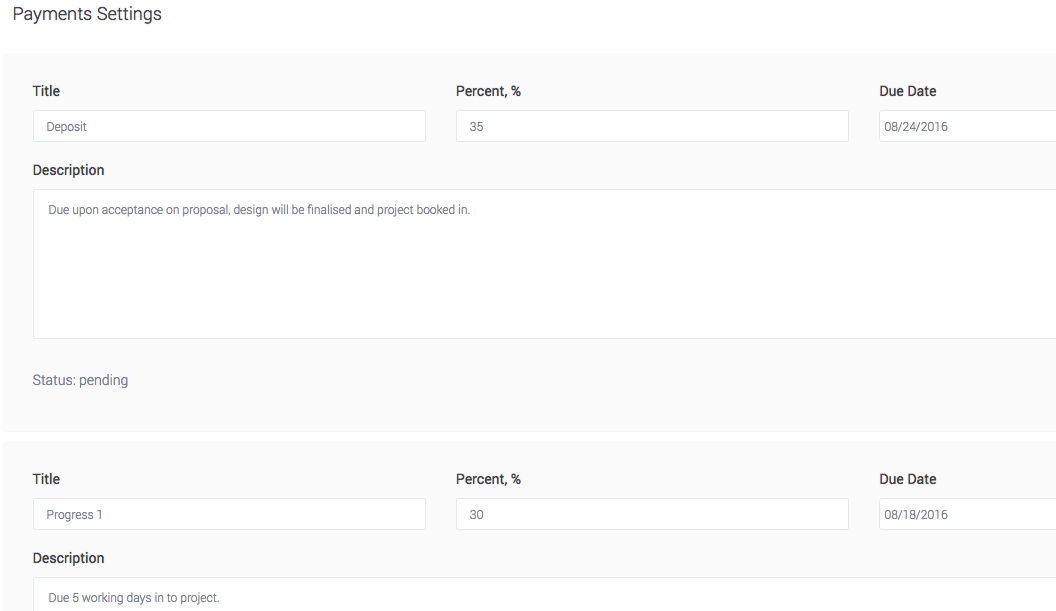 Payments Settings
Title Percent, % Due Date
Deposit 35 08/24/2016
Description
Due upon acceptance on proposal, design will be finalised and project booked in.
Status: pending
Title Percent, % Due Date
Progress 1 30 08/18/2016
Description
Due 5 working days in to project.